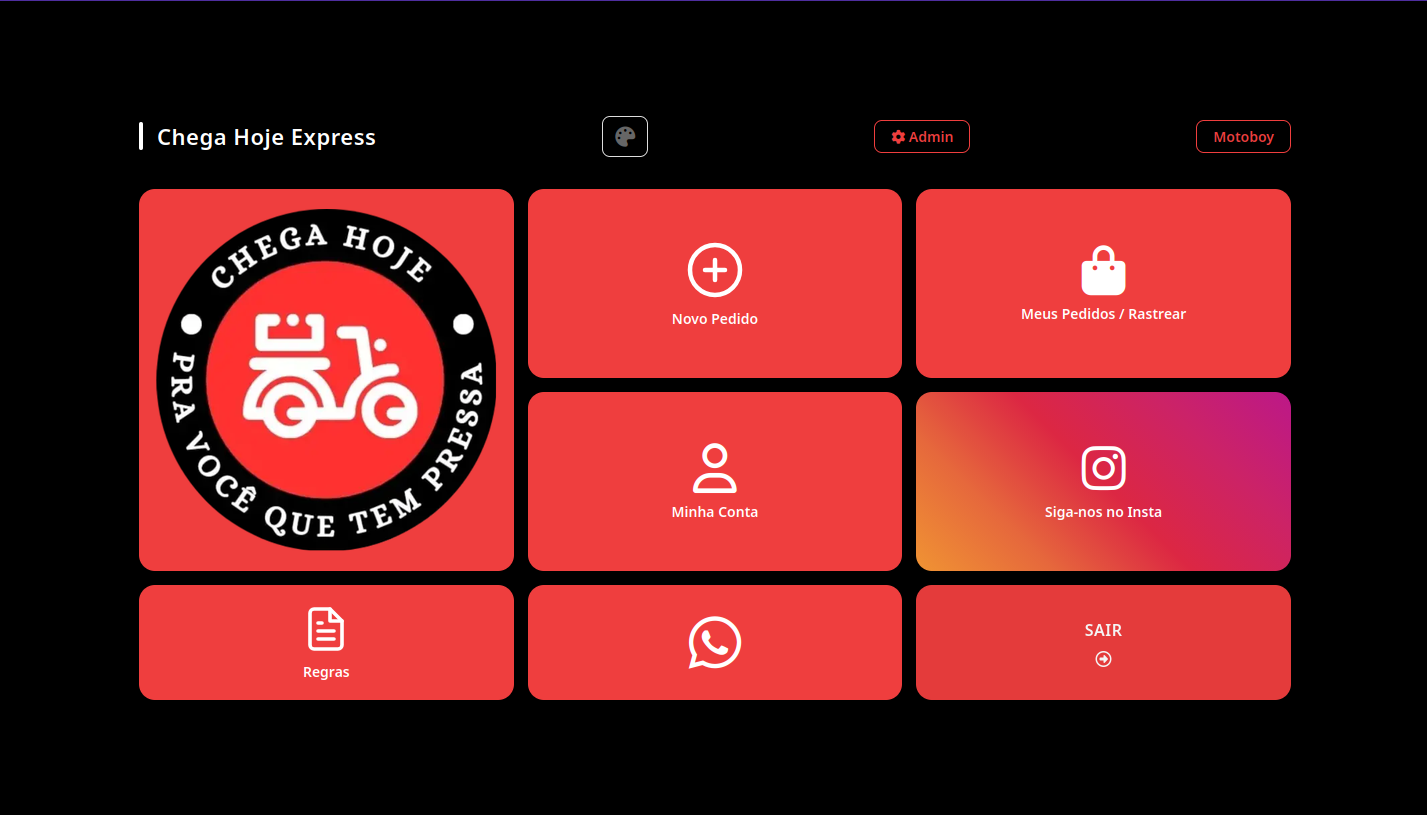 Chega Hoje Express
Admin
Motoboy
CHEGA HOJE
PRA VOCÊ QUE TEM PRESSA
Novo Pedido
Meus Pedidos / Rastrear
Minha Conta
Siga-nos no Insta
Regras
SAIR